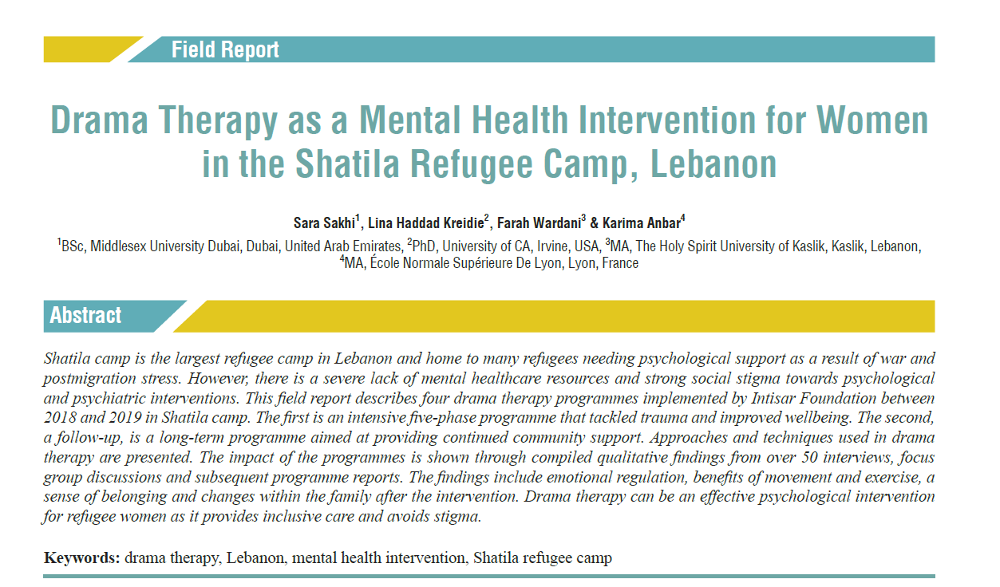 Field Report
Drama Therapy as a Mental Health Intervention for Women
in the Shatila Refugee Camp, Lebanon
Sara Sakhi1, Lina Haddad Kreidie2, Farah Wardani3 & Karima Anbar4
1BSc, Middlesex University Dubai, Dubai, United Arab Emirates, 2PhD, University of CA, Irvine, USA, 3MA, The Holy Spirit University of Kaslik, Kaslik, Lebanon,
4MA, École Normale Supérieure De Lyon, Lyon, France
Abstract
Shatila camp is the largest refugee camp in Lebanon and home to many refugees needing psychological support as a result of war and
postmigration stress. However, there is a severe lack of mental healthcare resources and strong social stigma towards psychological
and psychiatric interventions. This field report describes four drama therapy programmes implemented by Intisar Foundation between
2018 and 2019 in Shatila camp. The first is an intensive five-phase programme that tackled trauma and improved wellbeing. The second,
a follow-up, is a long-term programme aimed at providing continued community support. Approaches and techniques used in drama
therapy are presented. The impact of the programmes is shown through compiled qualitative findings from over 50 interviews, focus
group discussions and subsequent programme reports. The findings include emotional regulation, benefits of movement and exercise, a
sense of belonging and changes within the family after the intervention. Drama therapy can be an effective psychological intervention
for refugee women as it provides inclusive care and avoids stigma.
Keywords: drama therapy, Lebanon, mental health intervention, Shatila refugee camp